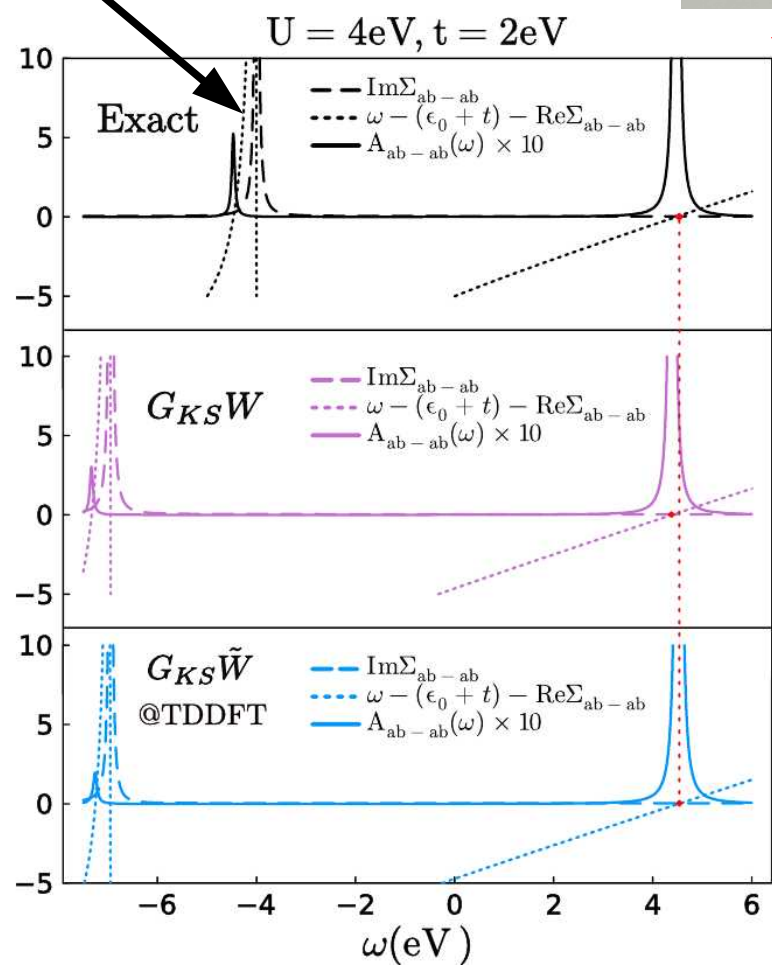 U = 4eV, t = 2eV
10
5
0
−5
Exact
ImΣab−ab
ω − (ϵ0 + t) − ReΣab−ab
Aab−ab(ω) × 10
10
5
0
−5
GKSW
ImΣab−ab
ω − (ϵ0 + t) − ReΣab−ab
Aab−ab(ω) × 10
10
5
0
−5
GKSW̃
@TDDFT
ImΣab−ab
ω − (ϵ0 + t) − ReΣab−ab
Aab−ab(ω) × 10
−6 −4 −2 0 2 4 6
ω(eV)